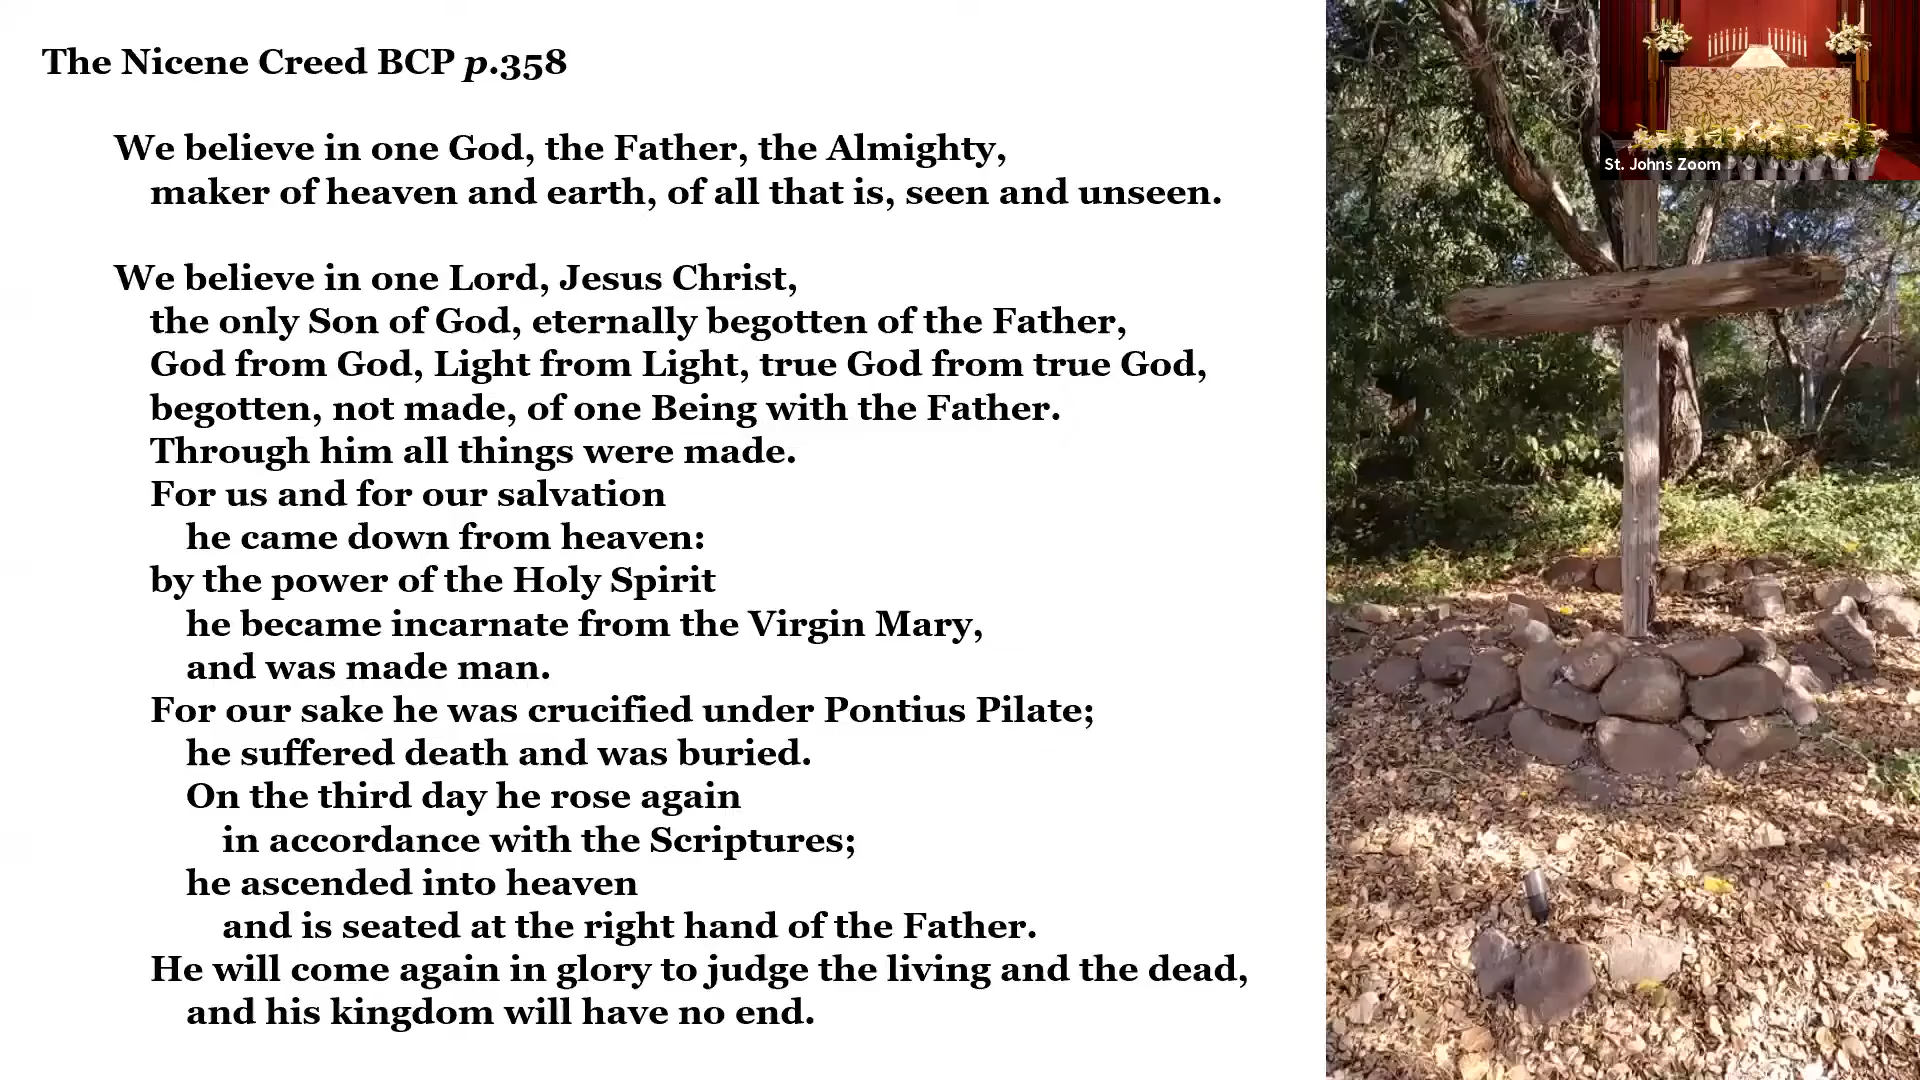 The Nicene Creed BCP p.358
We believe in one God, the Father, the Almighty,
maker of heaven and earth, of all that is, seen and unseen.
We believe in one Lord, Jesus Christ,
the only Son of God, eternally begotten of the Father,
God from God, Light from Light, true God from true God,
begotten, not made, of one Being with the Father.
Through him all things were made.
For us and for our salvation
he came down from heaven:
by the power of the Holy Spirit
he became incarnate from the Virgin Mary,
and was made man.
For our sake he was crucified under Pontius Pilate;
he suffered death and was buried.
On the third day he rose again
in accordance with the Scriptures;
he ascended into heaven
and is seated at the right hand of the Father.
He will come again in glory to judge the living and the dead,
and his kingdom will have no end.
St. Johns Zoom